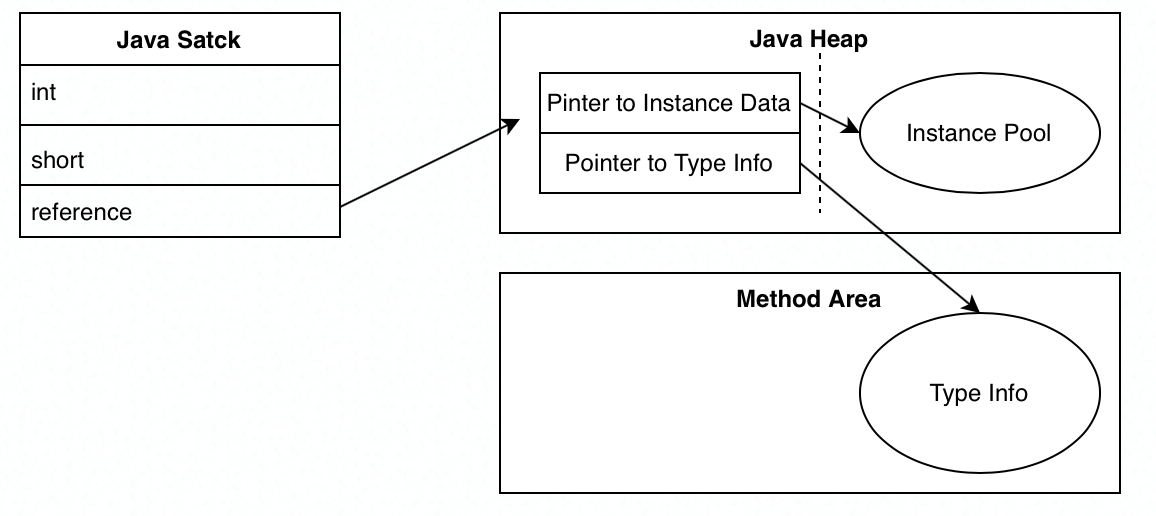 Java Satck
int
short
reference
Java Heap
Pinter to Instance Data
Pointer to Type Info
Instance Pool
Method Area
Type Info